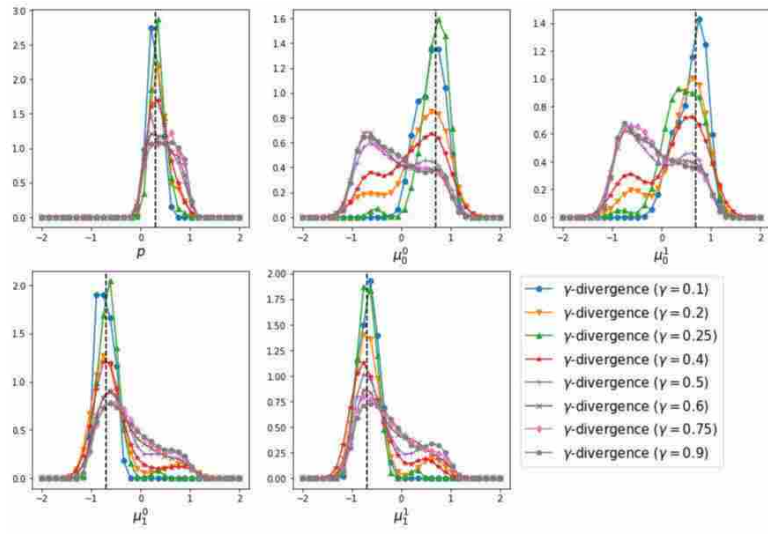 3.0
2.5
2.0
1.5
1.0
0.5
0.0
−2 −1 0 1 2
p
1.6
1.4
1.2
1.0
0.8
0.6
0.4
0.2
0.0
−2 −1 0 1 2
μ₀⁰
1.4
1.2
1.0
0.8
0.6
0.4
0.2
0.0
−2 −1 0 1 2
μ₀¹
2.0
1.5
1.0
0.5
0.0
−2 −1 0 1 2
μ₁⁰
2.00
1.75
1.50
1.25
1.00
0.75
0.50
0.25
0.00
−2 −1 0 1 2
μ₁¹
γ-divergence (γ = 0.1)
γ-divergence (γ = 0.2)
γ-divergence (γ = 0.25)
γ-divergence (γ = 0.4)
γ-divergence (γ = 0.5)
γ-divergence (γ = 0.6)
γ-divergence (γ = 0.75)
γ-divergence (γ = 0.9)